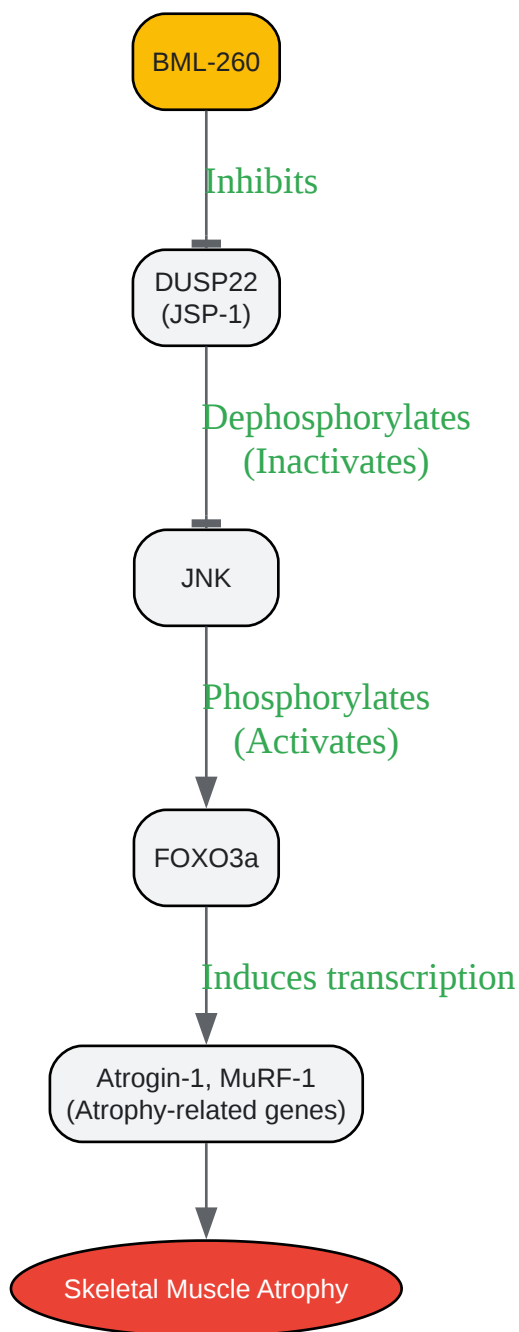 BML-260
Inhibits
DUSP22
(JSP-1)
Dephosphorylates
(Inactivates)
JNK
Phosphorylates
(Activates)
FOXO3a
Induces transcription
Atrogin-1, MuRF-1
(Atrophy-related genes)
Skeletal Muscle Atrophy